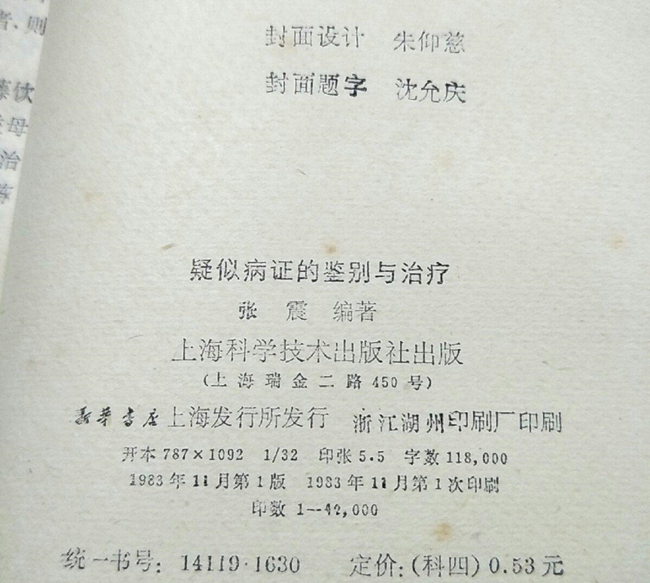 者、则
饮
母
治
封面设计 朱仰慈
封面题字 沈允庆
疑似病证的鉴别与治疗
张震 编著
上海科学技术出版社出版
(上海瑞金二路450号)
新华书店上海发行所发行 浙江湖州印刷厂印刷
开本 787×1092 1/32 印张 5.5 字数 118,000
1983年11月第1版 1983年11月第1次印刷
印数 1—42,000
统一书号: 14119·1630 定价: (科四) 0.53元